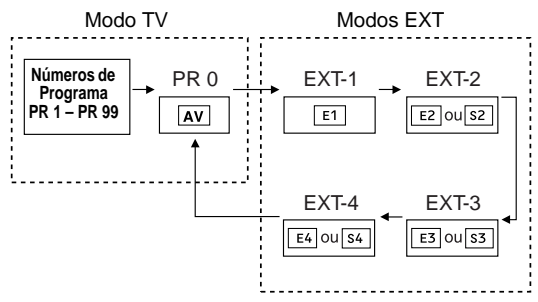 Modo TV
Modos EXT
Números de
Programa
PR 1 – PR 99
PR 0
AV
EXT-1
E1
EXT-2
E2 ou S2
EXT-4
E4 ou S4
EXT-3
E3 ou S3